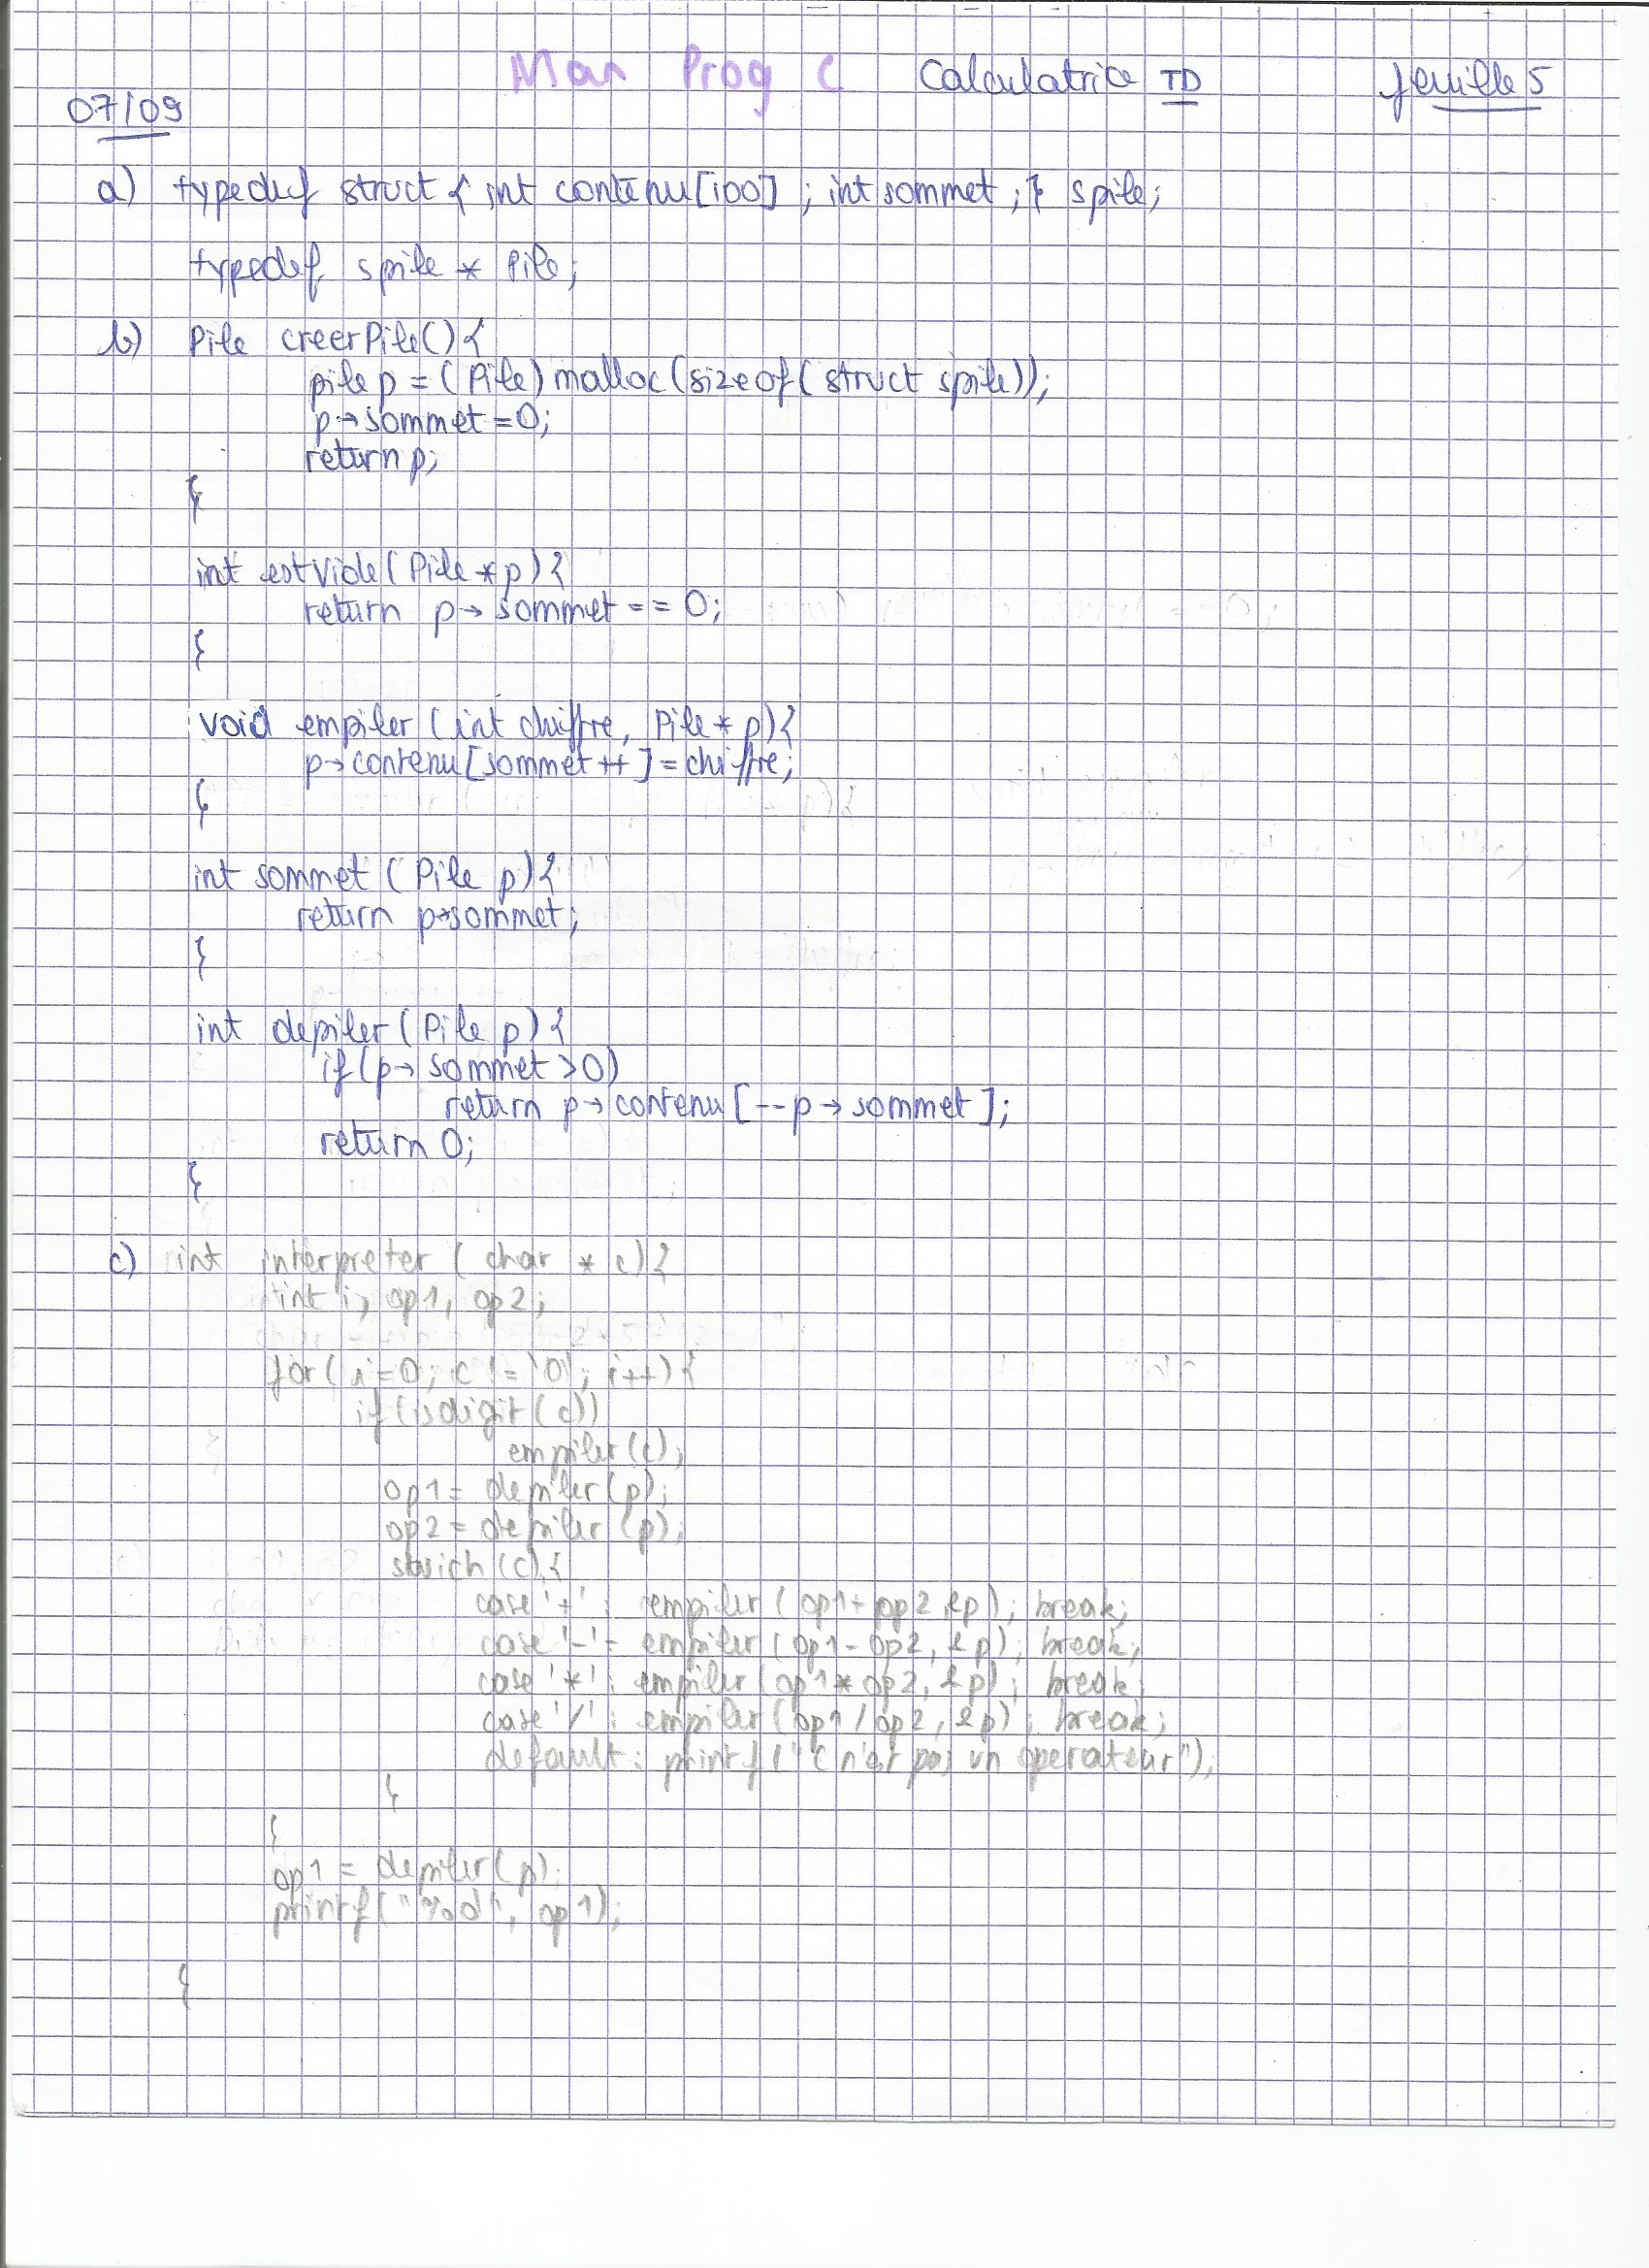 Man Prog C Calculatrice TD feuille 5
07/09
a) typedef struct { int contenu[100] ; int sommet ; } spile;
typedef spile * Pile;
b) Pile creerPile(){
pile p = (Pile) malloc(sizeof( struct spile));
p→sommet = 0;
return p;
}
int estVide( Pile * p) {
return p→ sommet == 0;
}
void empiler (int chiffre, Pile * p){
p→contenu[sommet++] = chiffre;
}
int sommet ( Pile p){
return p→sommet;
}
int depiler (Pile p) {
if (p→ sommet >0)
return p→contenu [--p→sommet];
return 0;
}
c) int interpreter ( char * c) {
int i, op1, op2;
for( i=0; c != '0'; i++){
if (isdigit (c))
empiler (c);
op1 = depiler (p);
op2 = depiler (p);
swich (c) {
case '+' : empiler ( op1+ op2, &p); break;
case '-' : empiler ( op1- op2, &p); break;
case '*' : empiler (op1* op2, &p); break;
case '/' : empiler (op1 / op2, &p); break;
default: printf ("c n'est pas un operateur");
}
}
op1 = depiler (p);
printf ("%d", op1);
}